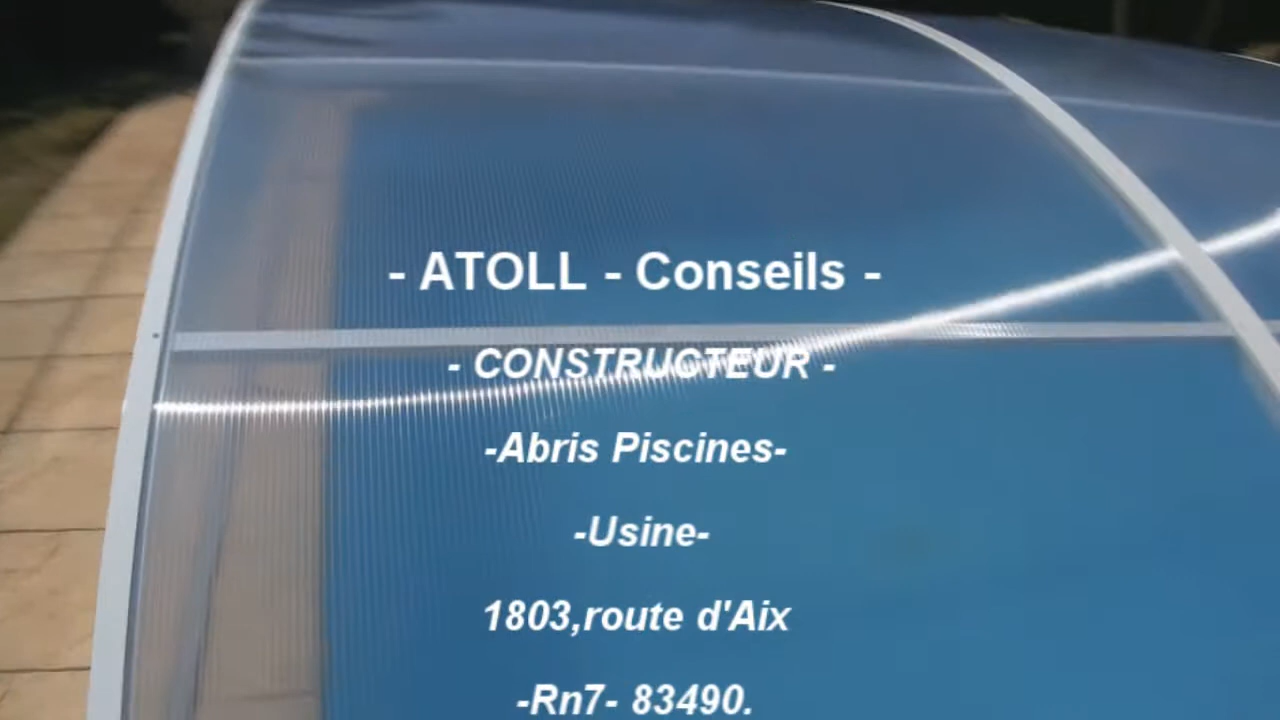 - ATOLL - Conseils -
- CONSTRUCTEUR -
-Abris Piscines-
-Usine-
1803,route d'Aix
-Rn7- 83490.